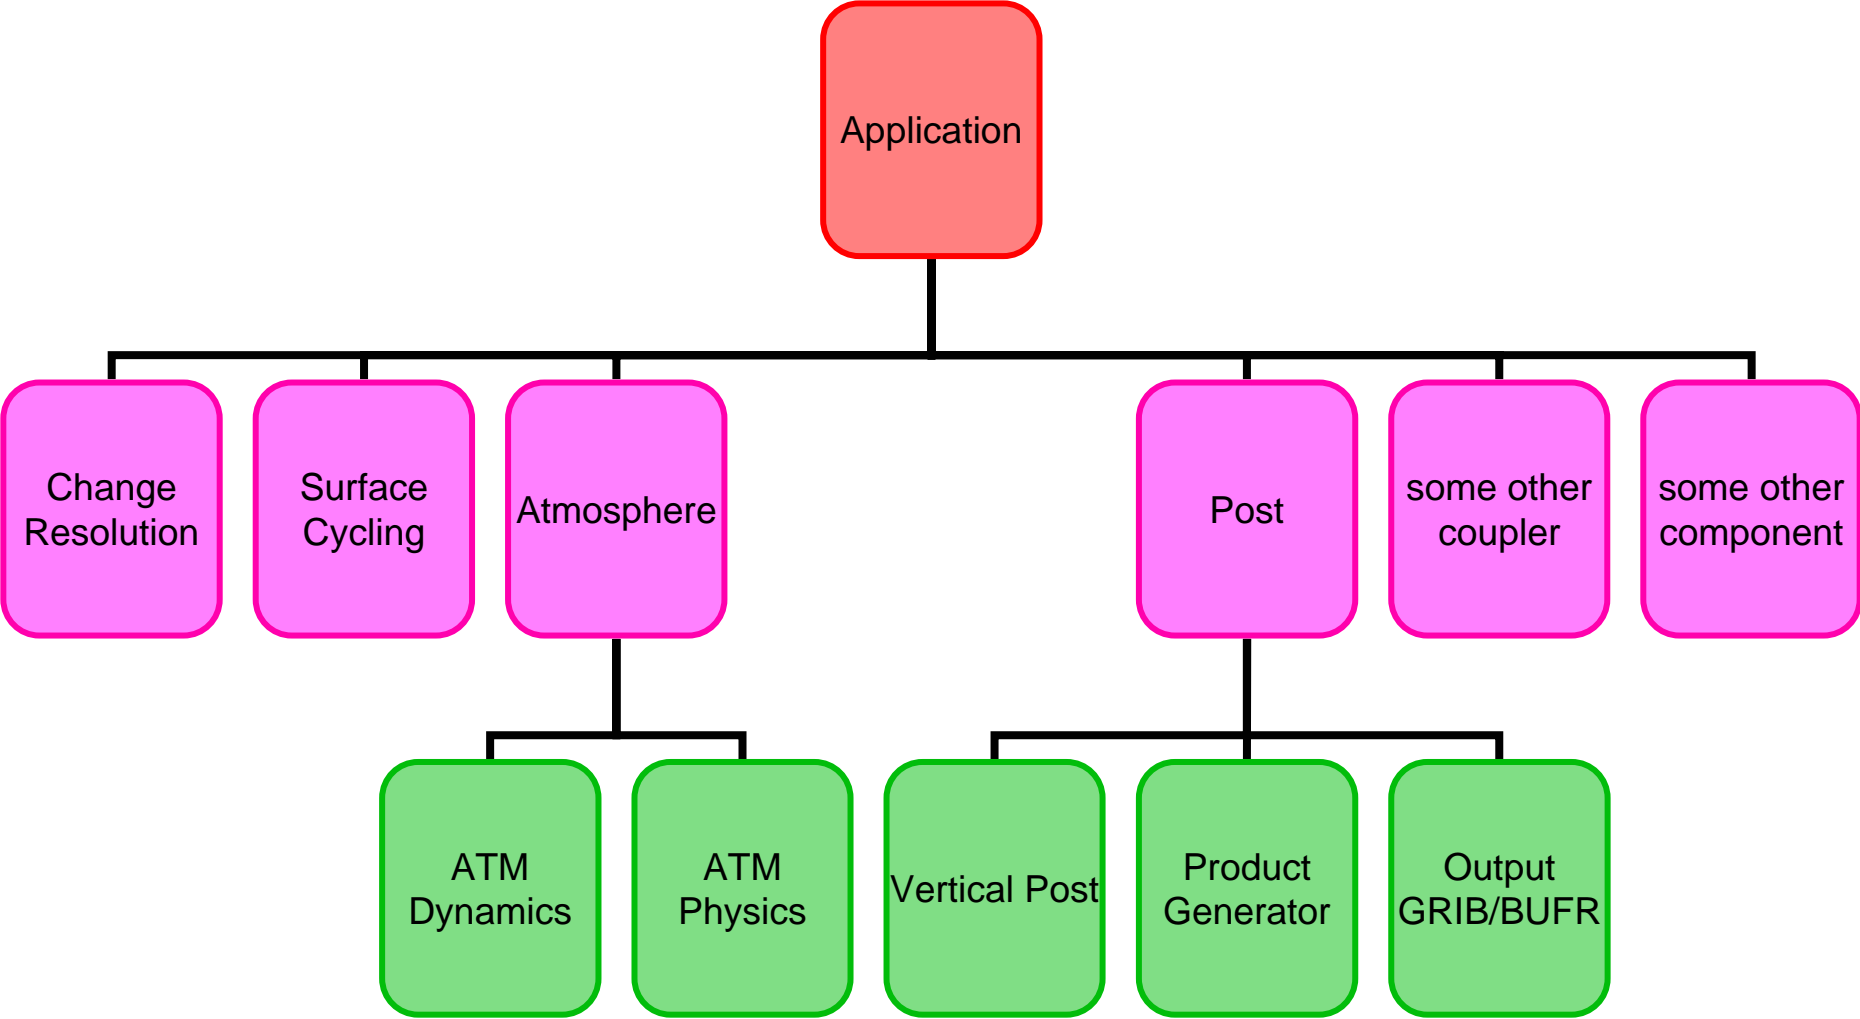 Application
Change
Resolution
Surface
Cycling
Atmosphere
Post
some other
coupler
some other
component
ATM
Dynamics
ATM
Physics
Vertical Post
Product
Generator
Output
GRIB/BUFR